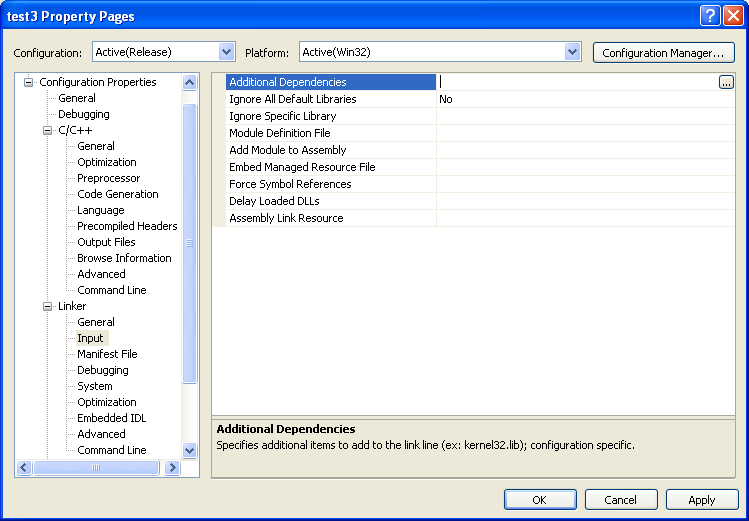 test3 Property Pages
Configuration: Active(Release) Platform: Active(Win32) Configuration Manager...
Configuration Properties
General
Debugging
C/C++
General
Optimization
Preprocessor
Code Generation
Language
Precompiled Headers
Output Files
Browse Information
Advanced
Command Line
Linker
General
Input
Manifest File
Debugging
System
Optimization
Embedded IDL
Advanced
Command Line
Additional Dependencies ...
Ignore All Default Libraries No
Ignore Specific Library
Module Definition File
Add Module to Assembly
Embed Managed Resource File
Force Symbol References
Delay Loaded DLLs
Assembly Link Resource
Additional Dependencies
Specifies additional items to add to the link line (ex: kernel32.lib); configuration specific.
OK Cancel Apply